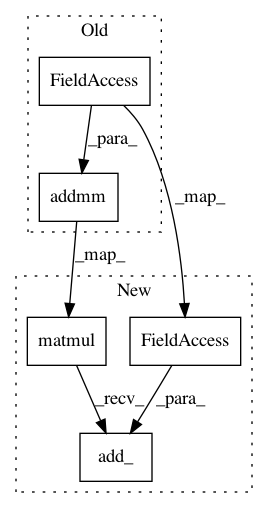 Old
FieldAccess
_para_
addmm
_map_
_map_
New
matmul
FieldAccess
_recv_
_para_
add_